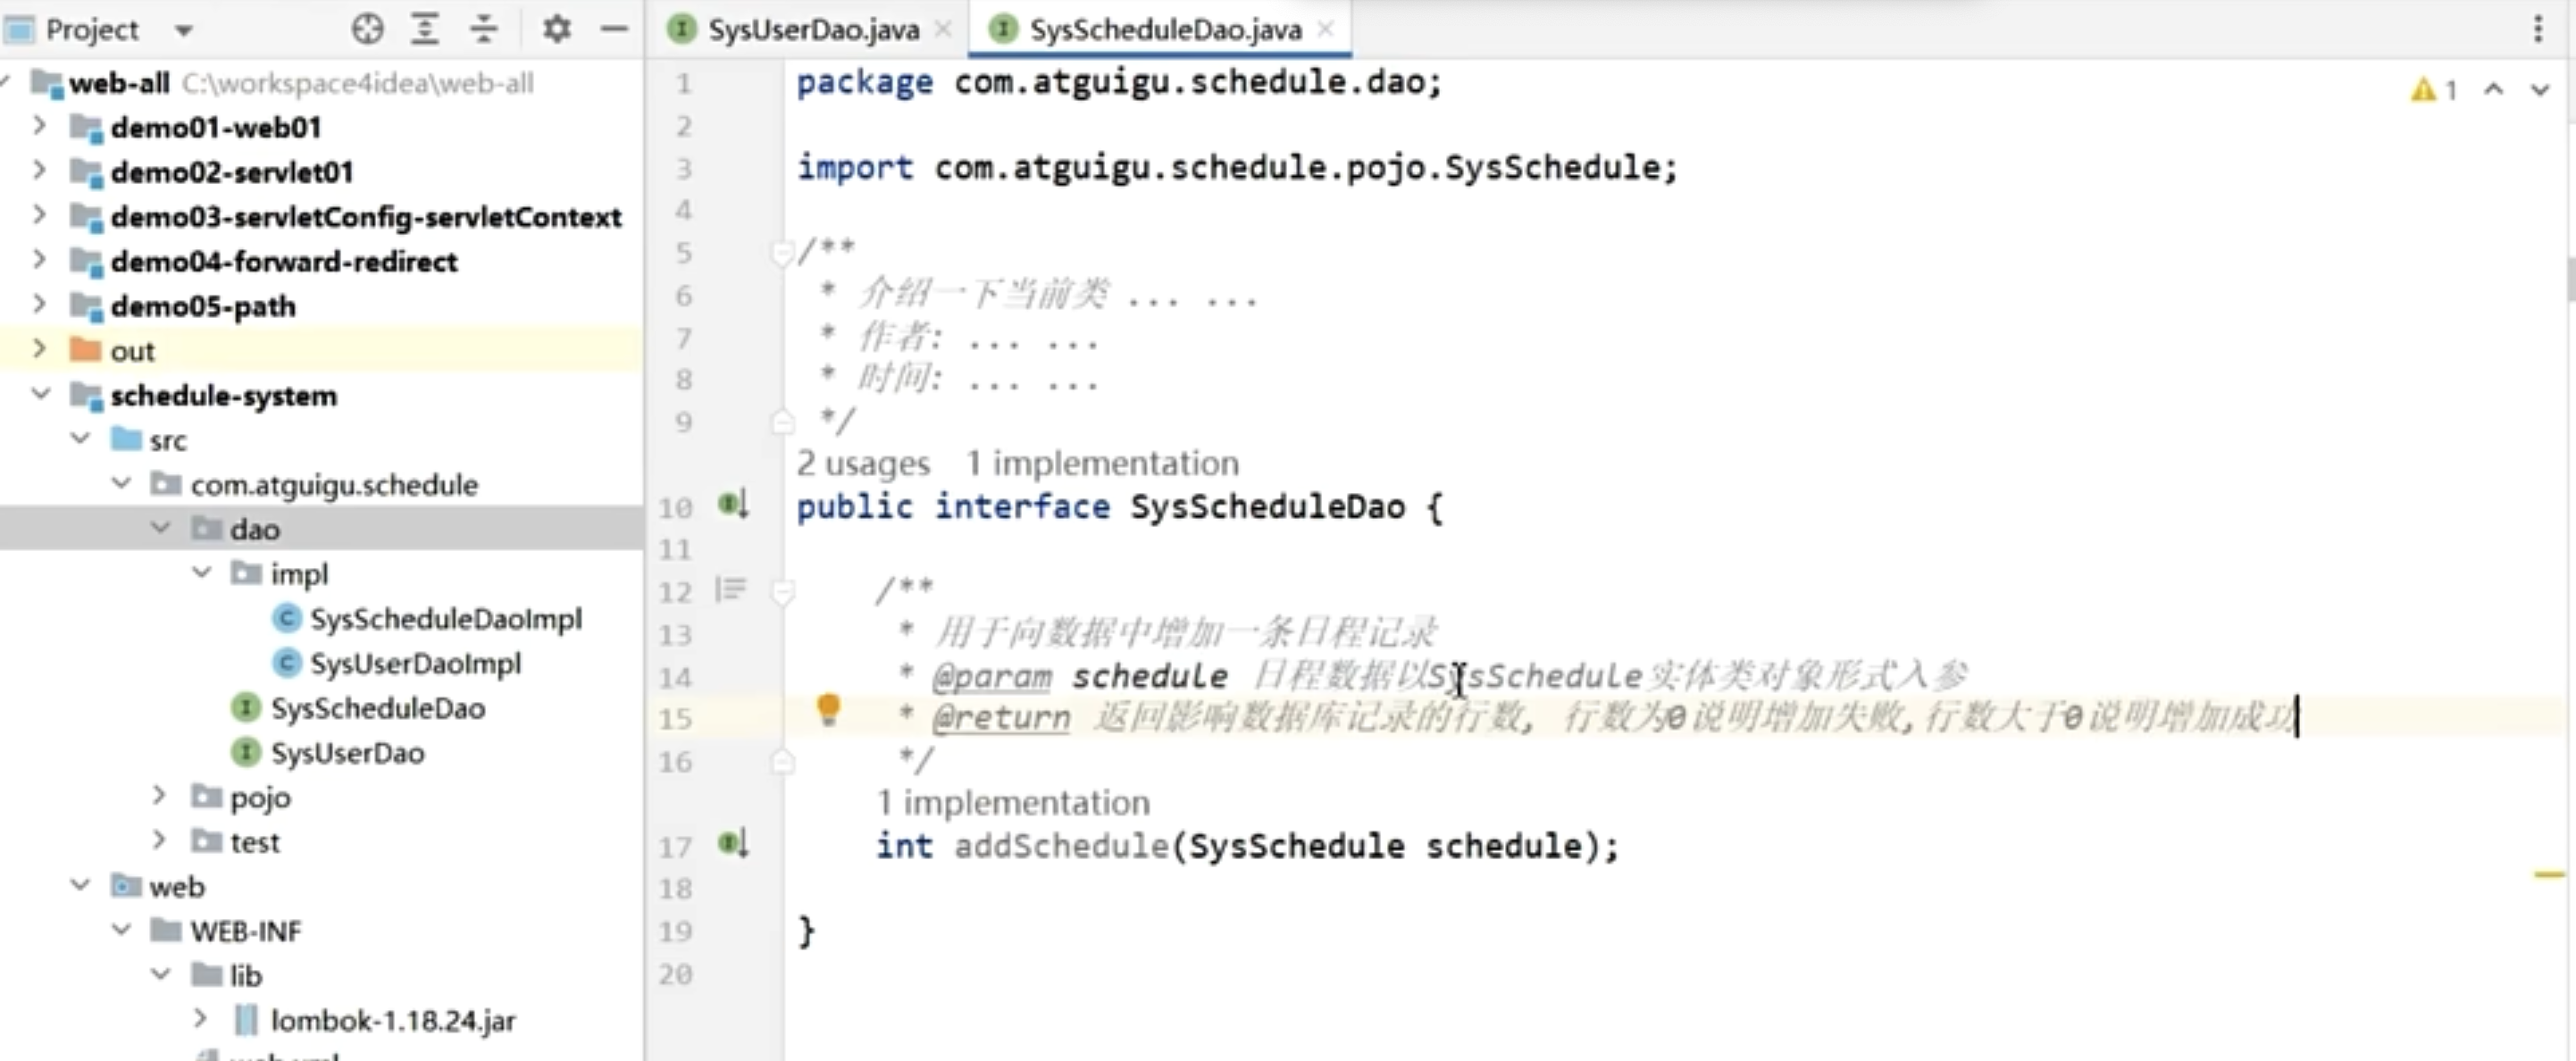 Project
web-all C:\workspace4idea\web-all
demo01-web01
demo02-servlet01
demo03-servletConfig-servletContext
demo04-forward-redirect
demo05-path
out
schedule-system
src
com.atguigu.schedule
dao
impl
SysScheduleDaoImpl
SysUserDaoImpl
SysScheduleDao
SysUserDao
pojo
test
web
WEB-INF
lib
lombok-1.18.24.jar
SysUserDao.java SysScheduleDao.java
1
1 package com.atguigu.schedule.dao;
2
3 import com.atguigu.schedule.pojo.SysSchedule;
4
5 /**
6 * 介绍一下当前类 ... ...
7 * 作者: ... ...
8 * 时间: ... ...
9 */
2 usages 1 implementation
10 public interface SysScheduleDao {
11
12 /**
13 * 用于向数据中增加一条日程记录
14 * @param schedule 日程数据以SysSchedule实体类对象形式入参
15 * @return 返回影响数据库记录的行数, 行数为0说明增加失败,行数大于0说明增加成功
16 */
1 implementation
17 int addSchedule(SysSchedule schedule);
18
19 }
20